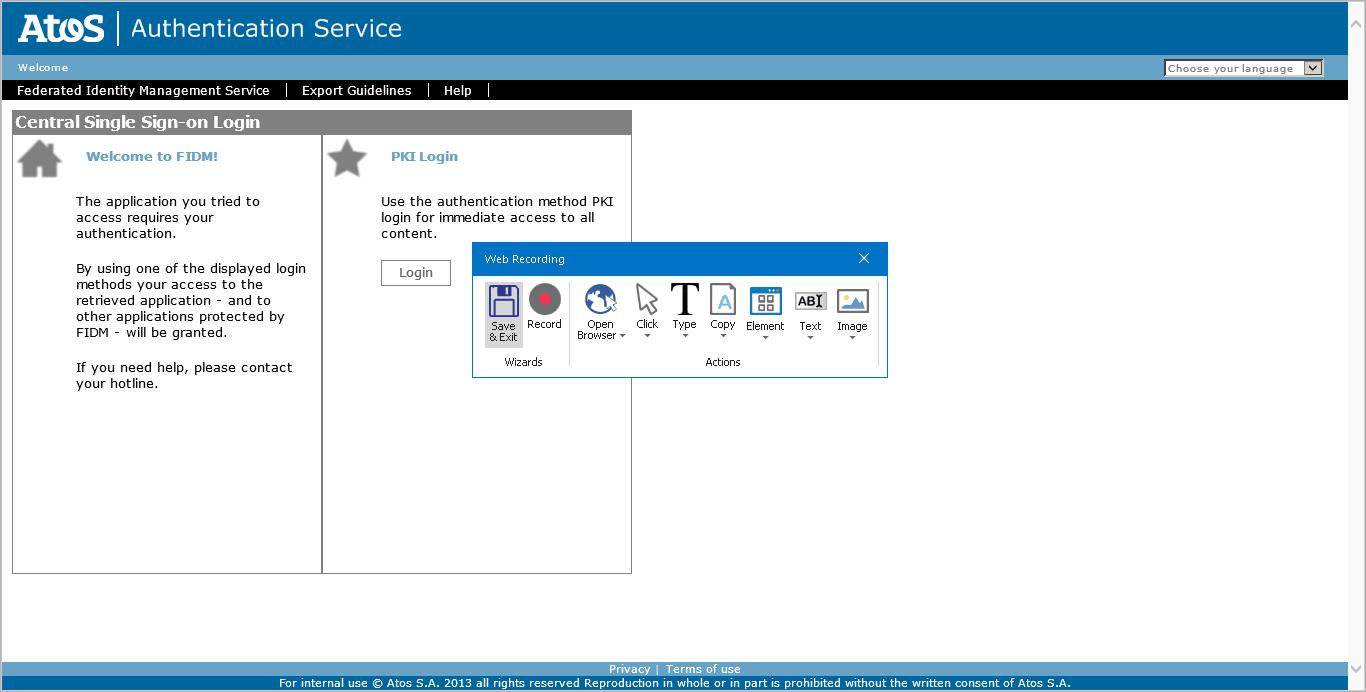 Atos | Authentication Service
Welcome
Choose your language
Federated Identity Management Service | Export Guidelines | Help |
Central Single Sign-on Login
Welcome to FIDM!
The application you tried to
access requires your
authentication.
By using one of the displayed login
methods your access to the
retrieved application - and to
other applications protected by
FIDM - will be granted.
If you need help, please contact
your hotline.
PKI Login
Use the authentication method PKI
login for immediate access to all
content.
Login
Web Recording
Save
& Exit
Record
Wizards
Open
Browser
Click
T
Type
A
Copy
Element
ABI
Text
Image
Actions
Privacy | Terms of use
For internal use © Atos S.A. 2013 all rights reserved Reproduction in whole or in part is prohibited without the written consent of Atos S.A.